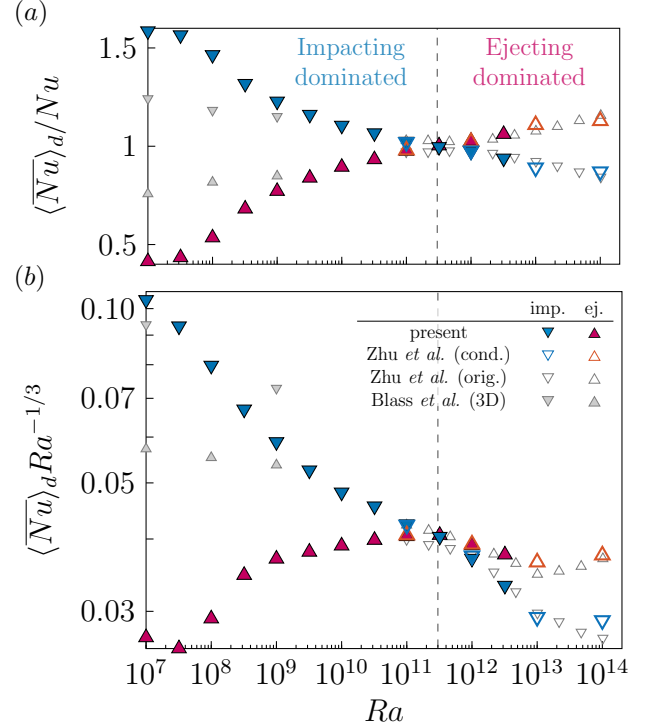 (a)
Impacting dominated
Ejecting dominated
1.5
1
0.5
⟨N̅u̅⟩_d/Nu
(b)
0.10
0.07
0.05
0.03
⟨N̅u̅⟩_d Ra^{-1/3}
imp. ej.
present
Zhu et al (cond.)
Zhu et al (orig.)
Blass et al (3D)
10^7 10^8 10^9 10^10 10^11 10^12 10^13 10^14
Ra